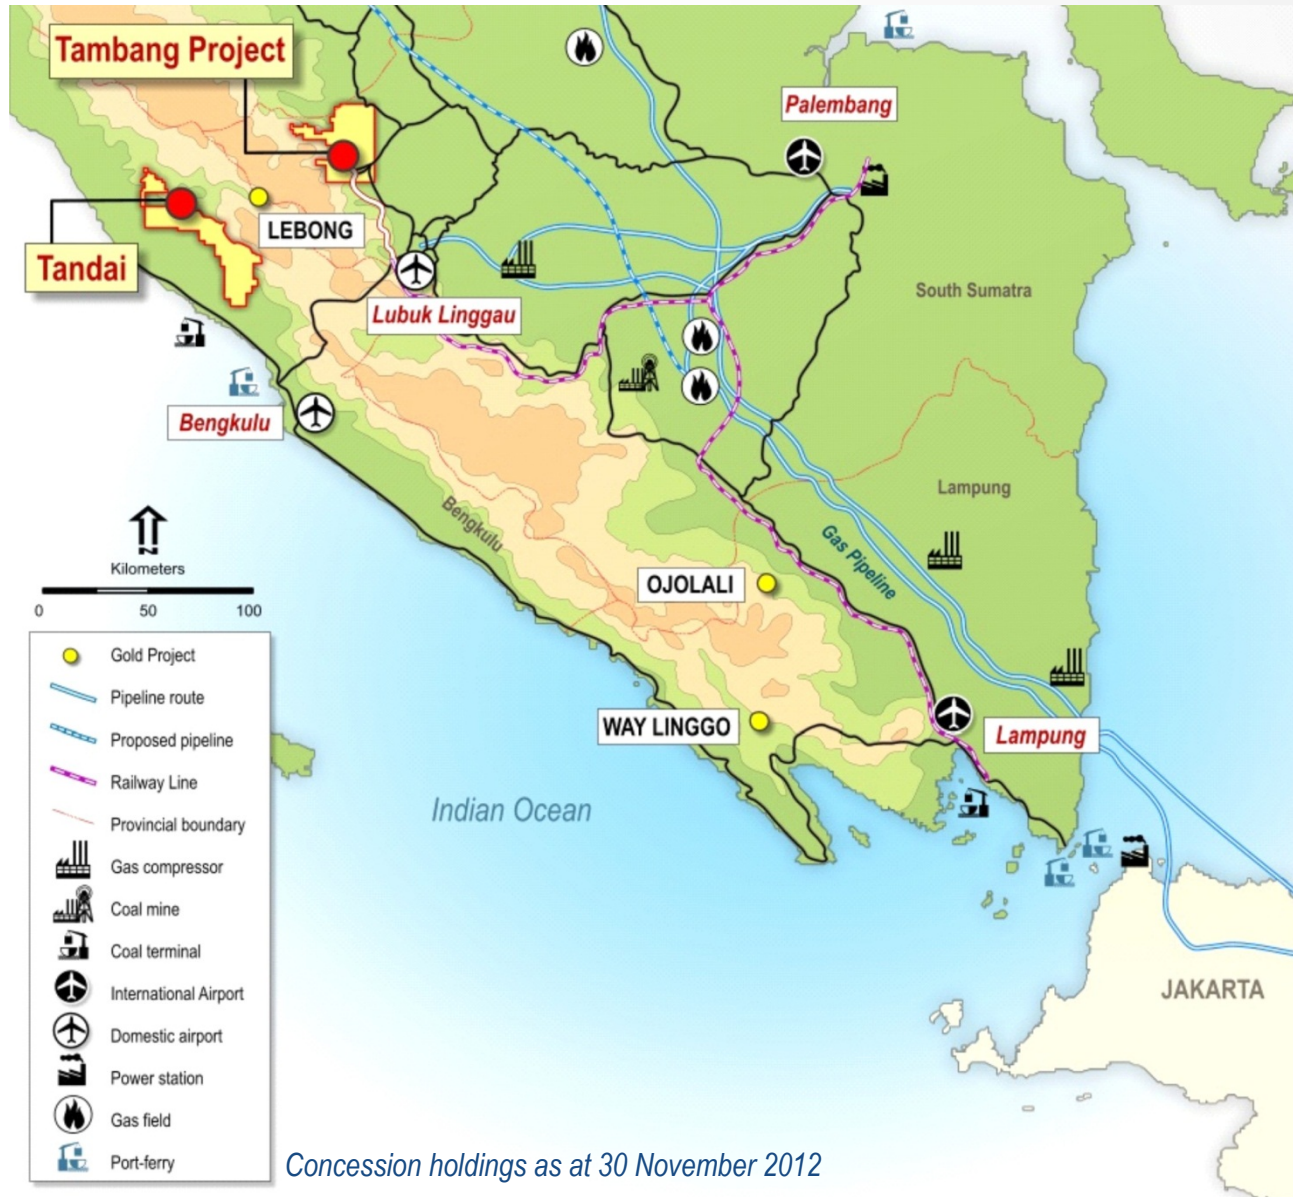 Tambang Project
Palembang
LEBONG
Tandai
South Sumatra
Lubuk Linggau
Bengkulu
Lampung
Bengkulu
Gas Pipeline
N
Kilometers
0 50 100
OJOLALI
WAY LINGGO
Lampung
Indian Ocean
JAKARTA
Gold Project
Pipeline route
Proposed pipeline
Railway Line
Provincial boundary
Gas compressor
Coal mine
Coal terminal
International Airport
Domestic airport
Power station
Gas field
Port-ferry
Concession holdings as at 30 November 2012